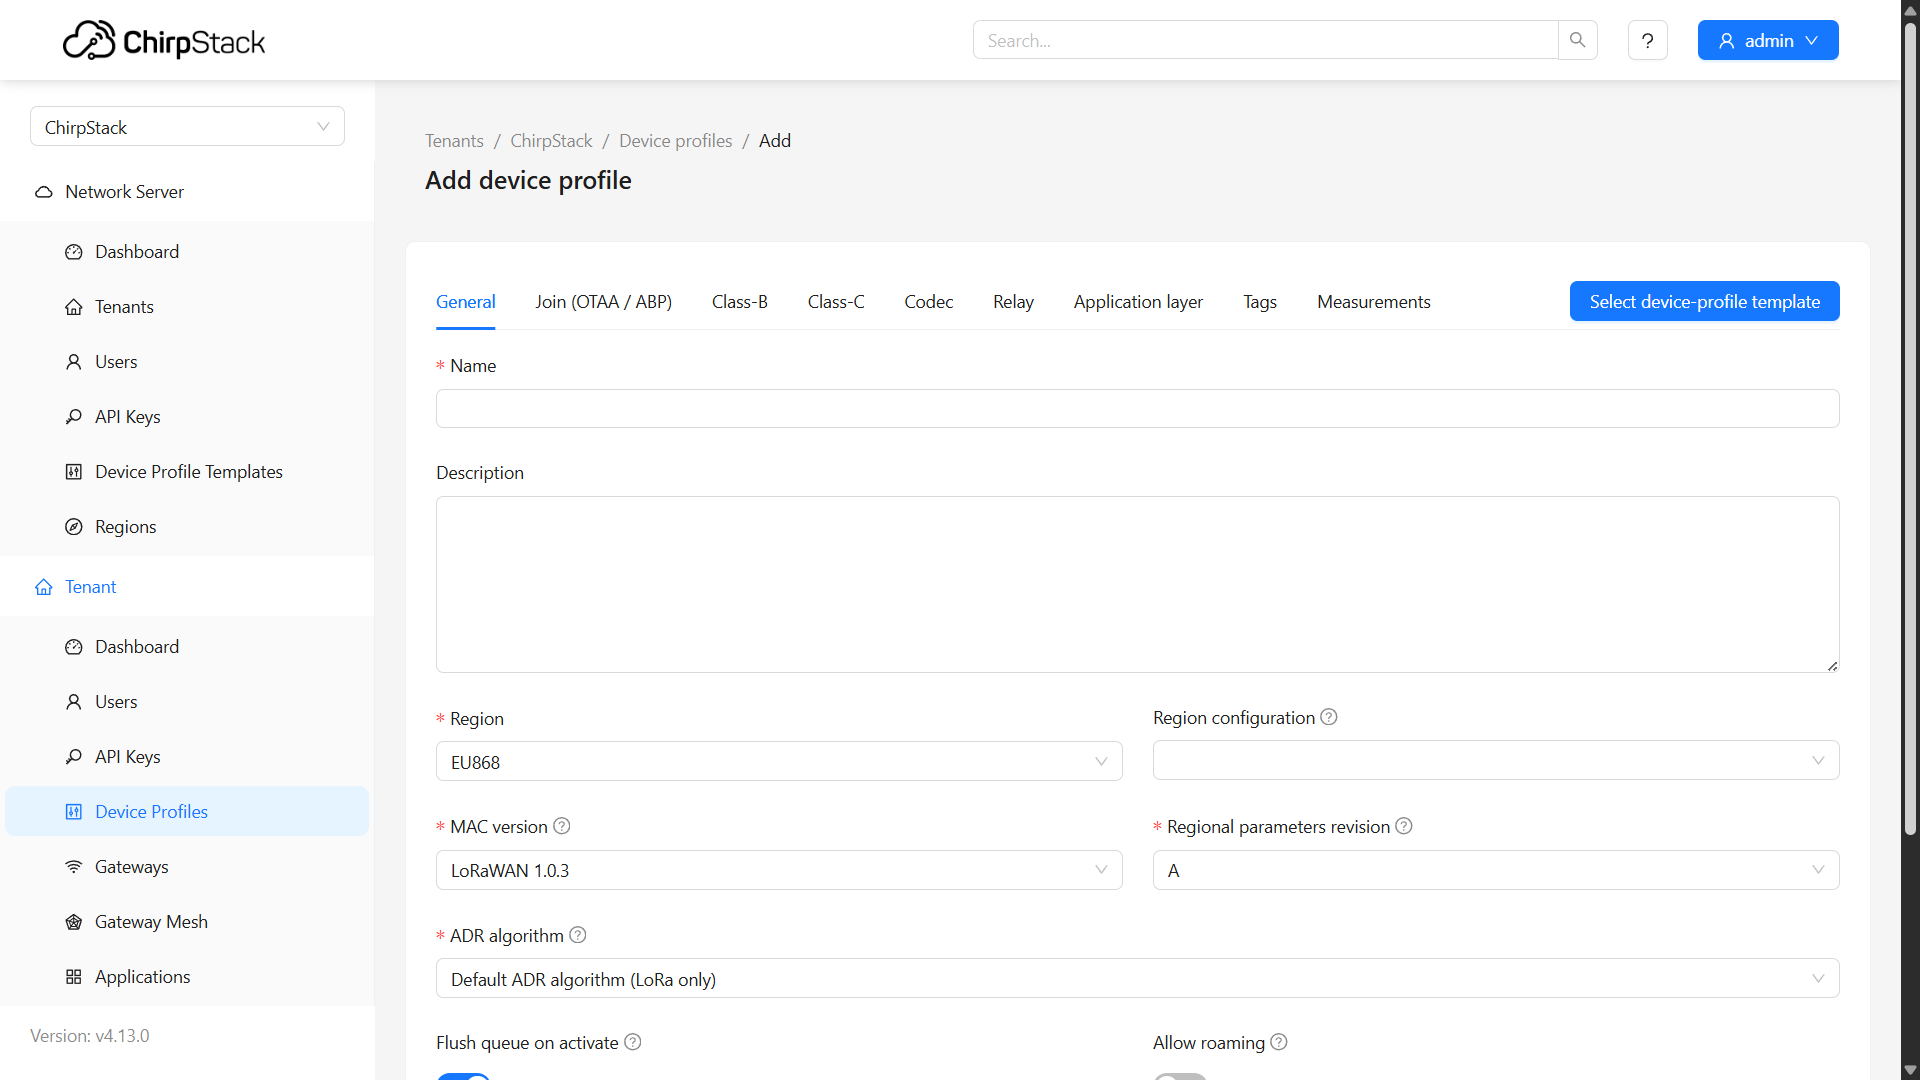 ChirpStack
Search...
?
admin
ChirpStack
Network Server
Dashboard
Tenants
Users
API Keys
Device Profile Templates
Regions
Tenant
Dashboard
Users
API Keys
Device Profiles
Gateways
Gateway Mesh
Applications
Version: v4.13.0
Tenants / ChirpStack / Device profiles / Add
Add device profile
General Join (OTAA / ABP) Class-B Class-C Codec Relay Application layer Tags Measurements
Select device-profile template
* Name
Description
* Region
EU868
Region configuration ?
* MAC version ?
LoRaWAN 1.0.3
* Regional parameters revision ?
A
* ADR algorithm ?
Default ADR algorithm (LoRa only)
Flush queue on activate ?
Allow roaming ?